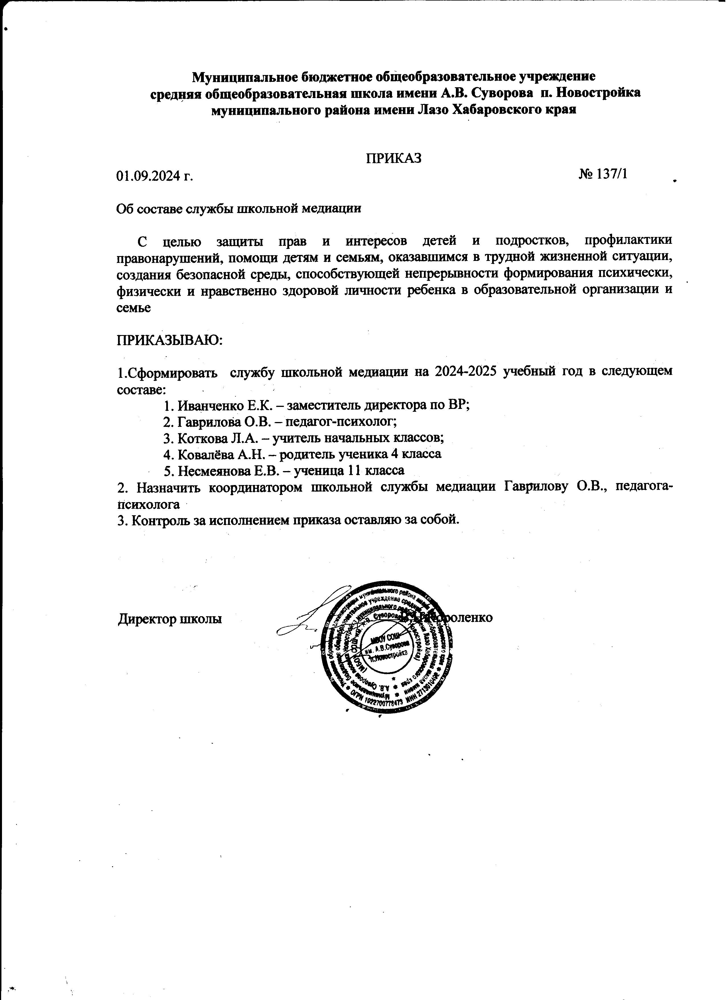 Муниципальное бюджетное общеобразовательное учреждение
средняя общеобразовательная школа имени А.В. Суворова п. Новостройка
муниципального района имени Лазо Хабаровского края
ПРИКАЗ
01.09.2024 г. № 137/1
Об составе службы школьной медиации
С целью защиты прав и интересов детей и подростков, профилактики
правонарушений, помощи детям и семьям, оказавшимся в трудной жизненной ситуации,
создания безопасной среды, способствующей непрерывности формирования психически,
физически и нравственно здоровой личности ребенка в образовательной организации и
семье
ПРИКАЗЫВАЮ:
1.Сформировать службу школьной медиации на 2024-2025 учебный год в следующем
составе:
1. Иванченко Е.К. – заместитель директора по ВР;
2. Гаврилова О.В. – педагог-психолог;
3. Коткова Л.А. – учитель начальных классов;
4. Ковалёва А.Н. – родитель ученика 4 класса
5. Несмеянова Е.В. – ученица 11 класса
2. Назначить координатором школьной службы медиации Гаврилову О.В., педагога-
психолога
3. Контроль за исполнением приказа оставляю за собой.
Директор школы
МБОУ СОШ
им. А.В.Суворова
п.Новостройка
ОГРН 1022700778473 ИНН 2713010492